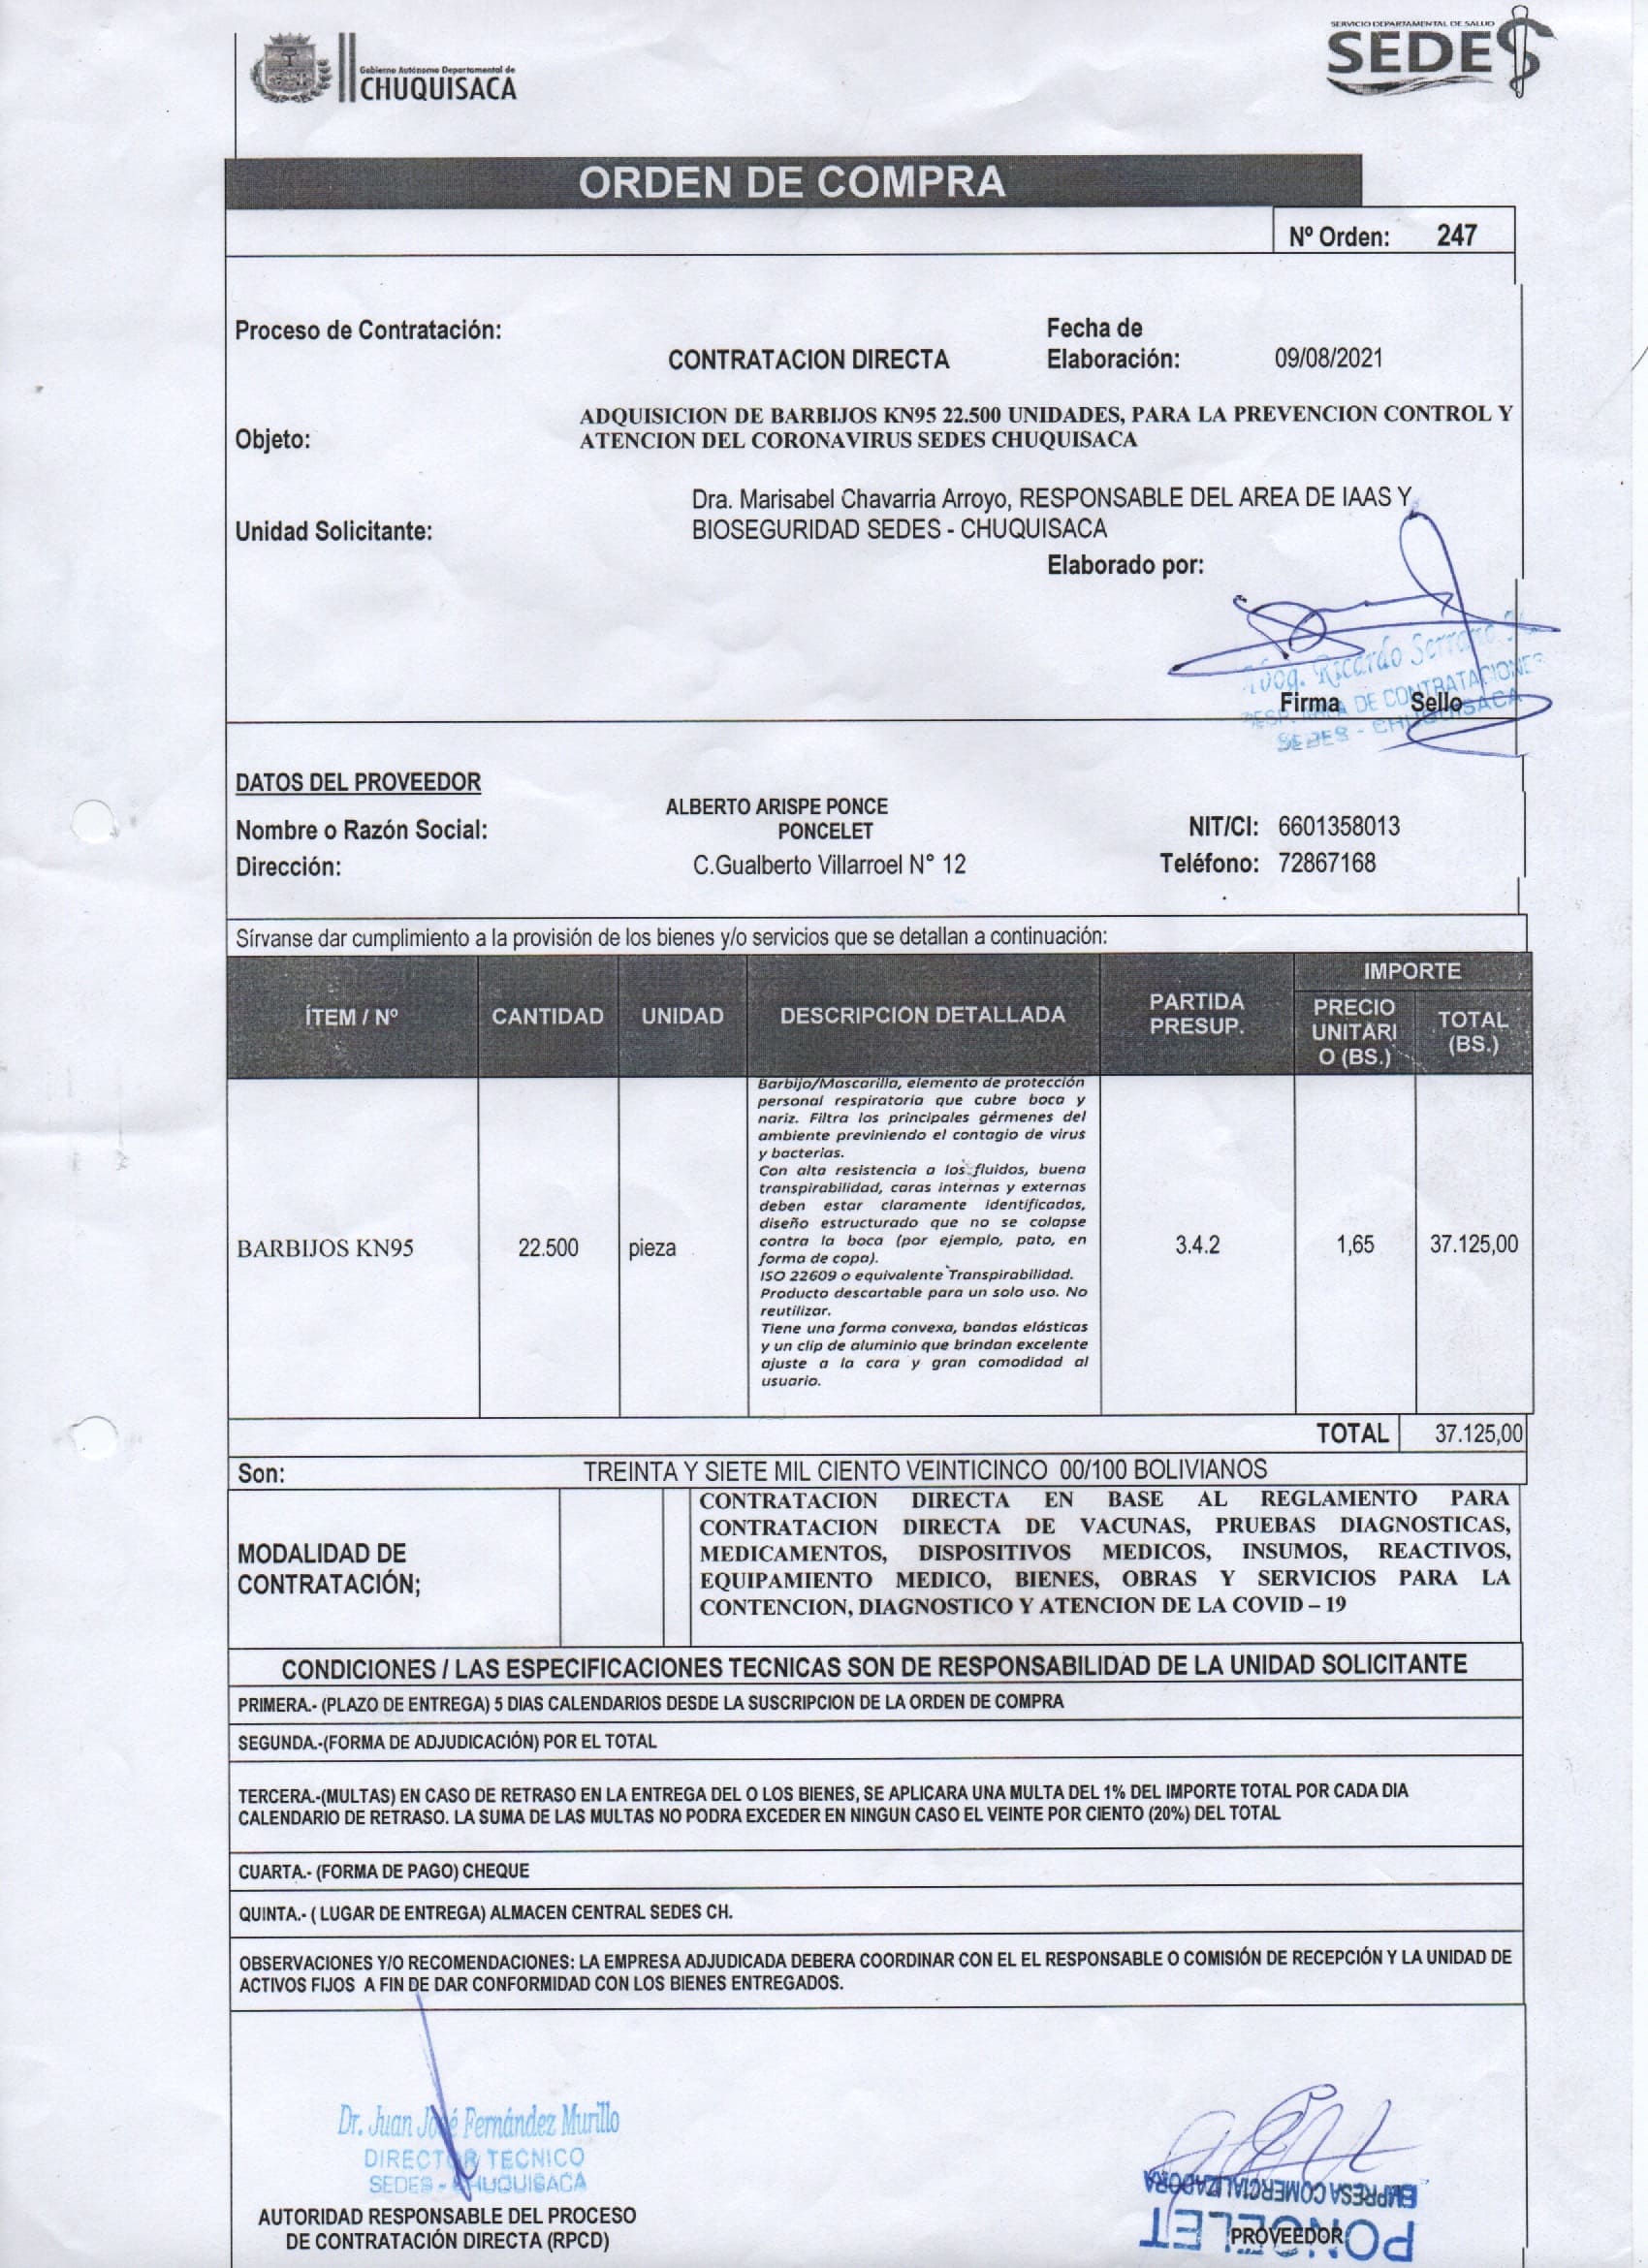 Gobierno Autónomo Departamental de
CHUQUISACA
SERVICIO DEPARTAMENTAL DE SALUD
SEDES
ORDEN DE COMPRA
Nº Orden: 247
Proceso de Contratación:
CONTRATACION DIRECTA
Fecha de
Elaboración: 09/08/2021
Objeto:
ADQUISICION DE BARBIJOS KN95 22.500 UNIDADES, PARA LA PREVENCION CONTROL Y
ATENCION DEL CORONAVIRUS SEDES CHUQUISACA
Unidad Solicitante:
Dra. Marisabel Chavarria Arroyo, RESPONSABLE DEL AREA DE IAAS Y
BIOSEGURIDAD SEDES - CHUQUISACA
Elaborado por:
Abog. Ricardo Serrano
DE CONTRATACIONES
SEDES - CHUQUISACA
Firma Sello
DATOS DEL PROVEEDOR
Nombre o Razón Social:
ALBERTO ARISPE PONCE
PONCELET
NIT/CI: 6601358013
Dirección:
C.Gualberto Villarroel N° 12
Teléfono: 72867168
Sírvanse dar cumplimiento a la provisión de los bienes y/o servicios que se detallan a continuación:
ÍTEM / Nº
CANTIDAD
UNIDAD
DESCRIPCION DETALLADA
PARTIDA
PRESUP.
IMPORTE
PRECIO
UNITARI
O (BS.)
TOTAL
(BS.)
BARBIJOS KN95
22.500
pieza
Barbijo/Mascarilla, elemento de protección
personal respiratoria que cubre boca y
nariz. Filtra los principales gérmenes del
ambiente previniendo el contagio de virus
y bacterias.
Con alta resistencia a los fluidos, buena
transpirabilidad, caras internas y externas
deben estar claramente identificadas,
diseño estructurado que no se colapse
contra la boca (por ejemplo, pato, en
forma de copa).
ISO 22609 o equivalente Transpirabilidad.
Producto descartable para un solo uso. No
reutilizar.
Tiene una forma convexa, bandas elásticas
y un clip de aluminio que brindan excelente
ajuste a la cara y gran comodidad al
usuario.
3.4.2
1,65
37.125,00
TOTAL 37.125,00
Son: TREINTA Y SIETE MIL CIENTO VEINTICINCO 00/100 BOLIVIANOS
MODALIDAD DE
CONTRATACIÓN;
CONTRATACION DIRECTA EN BASE AL REGLAMENTO PARA
CONTRATACION DIRECTA DE VACUNAS, PRUEBAS DIAGNOSTICAS,
MEDICAMENTOS, DISPOSITIVOS MEDICOS, INSUMOS, REACTIVOS,
EQUIPAMIENTO MEDICO, BIENES, OBRAS Y SERVICIOS PARA LA
CONTENCION, DIAGNOSTICO Y ATENCION DE LA COVID – 19
CONDICIONES / LAS ESPECIFICACIONES TECNICAS SON DE RESPONSABILIDAD DE LA UNIDAD SOLICITANTE
PRIMERA.- (PLAZO DE ENTREGA) 5 DIAS CALENDARIOS DESDE LA SUSCRIPCION DE LA ORDEN DE COMPRA
SEGUNDA.-(FORMA DE ADJUDICACIÓN) POR EL TOTAL
TERCERA.-(MULTAS) EN CASO DE RETRASO EN LA ENTREGA DEL O LOS BIENES, SE APLICARA UNA MULTA DEL 1% DEL IMPORTE TOTAL POR CADA DIA
CALENDARIO DE RETRASO. LA SUMA DE LAS MULTAS NO PODRA EXCEDER EN NINGUN CASO EL VEINTE POR CIENTO (20%) DEL TOTAL
CUARTA.- (FORMA DE PAGO) CHEQUE
QUINTA.- ( LUGAR DE ENTREGA) ALMACEN CENTRAL SEDES CH.
OBSERVACIONES Y/O RECOMENDACIONES: LA EMPRESA ADJUDICADA DEBERA COORDINAR CON EL EL RESPONSABLE O COMISIÓN DE RECEPCIÓN Y LA UNIDAD DE
ACTIVOS FIJOS A FIN DE DAR CONFORMIDAD CON LOS BIENES ENTREGADOS.
Dr. Juan José Fernández Murillo
DIRECTOR TECNICO
SEDES - CHUQUISACA
AUTORIDAD RESPONSABLE DEL PROCESO
DE CONTRATACIÓN DIRECTA (RPCD)
EMPRESA COMERCIALIZADORA
PONCELET
PROVEEDOR